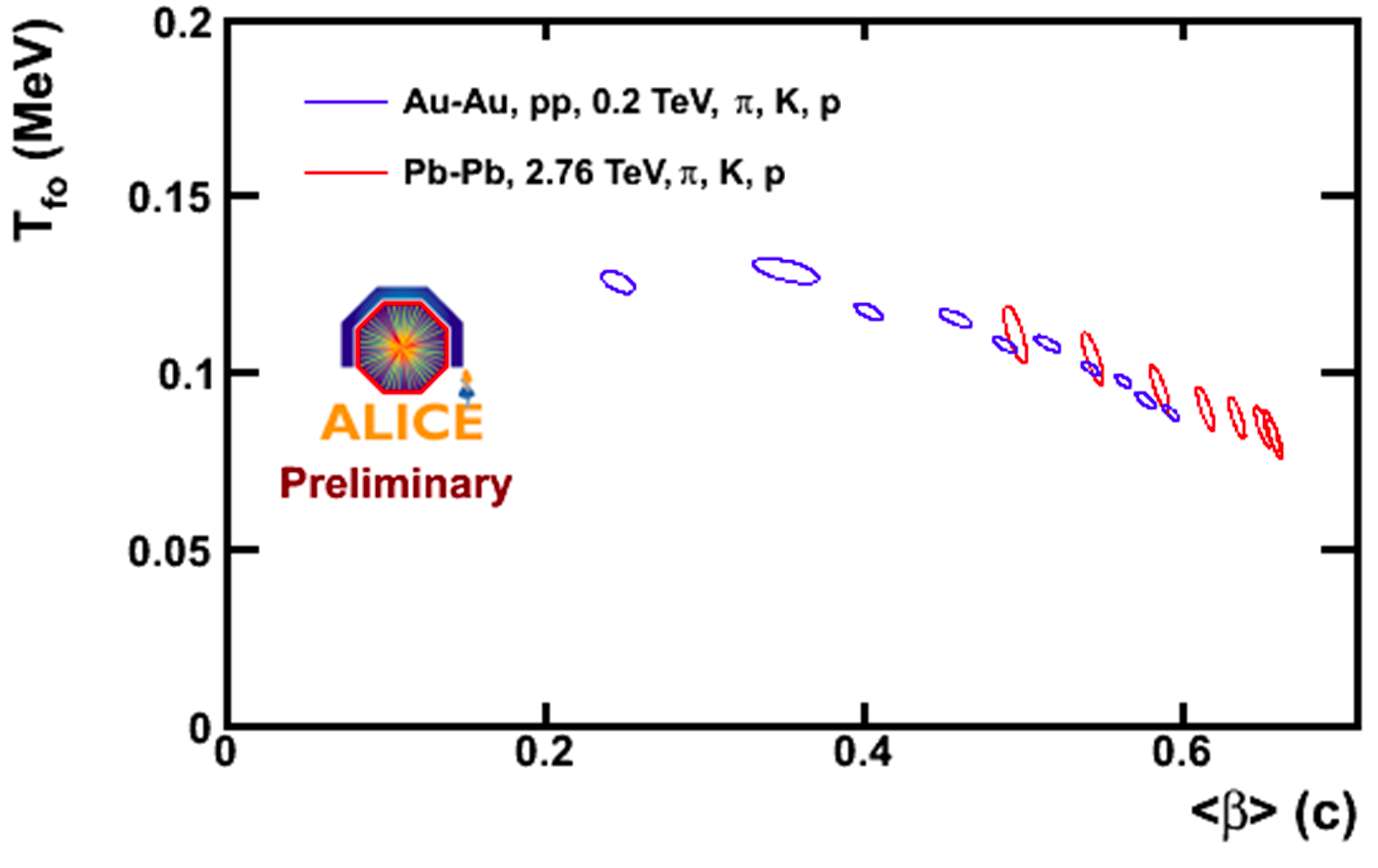 T_fo (MeV)
0.2
Au-Au, pp, 0.2 TeV, π, K, p
Pb-Pb, 2.76 TeV, π, K, p
0.15
0.1
ALICE
Preliminary
0.05
0
0 0.2 0.4 0.6
<β> (c)